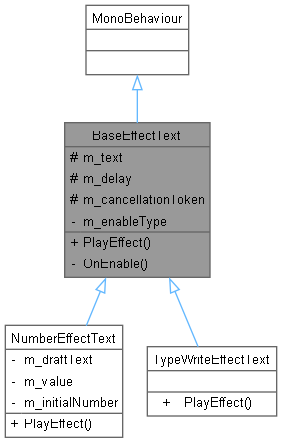 MonoBehaviour
BaseEffectText
# m_text
# m_delay
# m_cancellationToken
- m_enableType
+ PlayEffect()
- OnEnable()
NumberEffectText
- m_draftText
- m_value
- m_initialNumber
+ PlayEffect()
TypeWriteEffectText
+ PlayEffect()